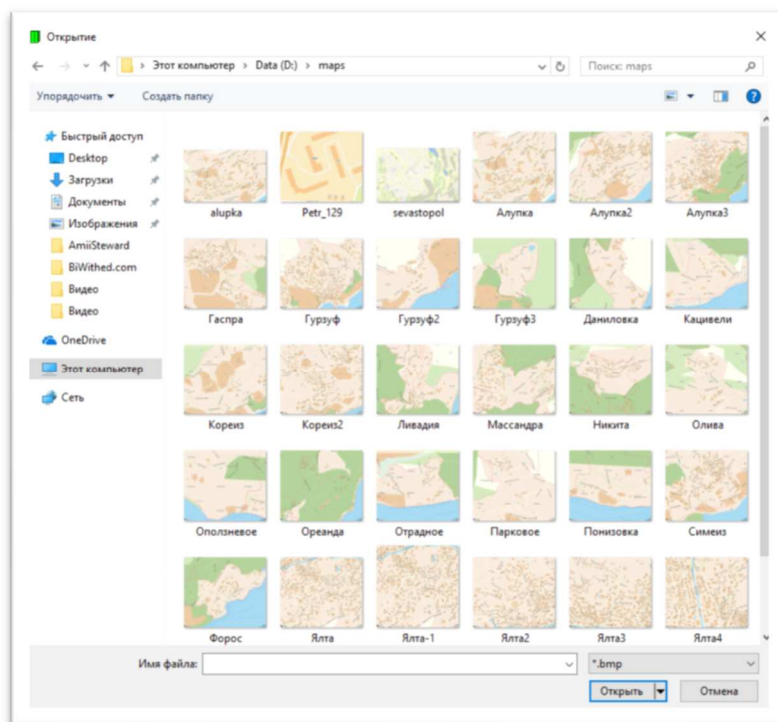 Открытие
Этот компьютер > Data (D:) > maps
Поиск: maps
Упорядочить
Создать папку
Быстрый доступ
Desktop
Загрузки
Документы
Изображения
AmiiSteward
BiWithed.com
Видео
Видео
OneDrive
Этот компьютер
Сеть
alupka Petr_129 sevastopol Алупка Алупка2 Алупка3
Гаспра Гурзуф Гурзуф2 Гурзуф3 Даниловка Кацивели
Кореиз Кореиз2 Ливадия Массандра Никита Олива
Оползневое Ореанда Отрадное Парковое Понизовка Симеиз
Форос Ялта Ялта-1 Ялта2 Ялта3 Ялта4
Имя файла:
*.bmp
Открыть Отмена